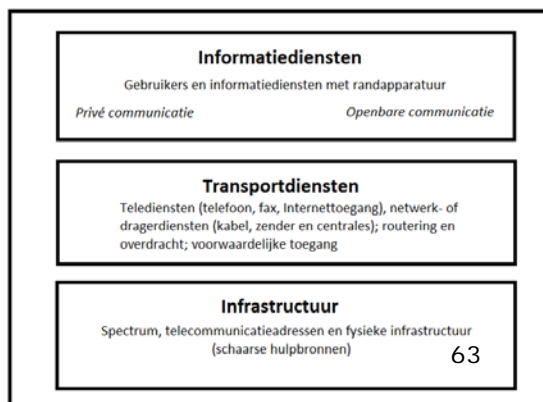 Informatiediensten
Gebruikers en informatiediensten met randapparatuur
Privé communicatie Openbare communicatie
Transportdiensten
Telediensten (telefoon, fax, Internettoegang), netwerk- of
dragerdiensten (kabel, zender en centrales); routering en
overdracht; voorwaardelijke toegang
Infrastructuur
Spectrum, telecommunicatieadressen en fysieke infrastructuur
(schaarse hulpbronnen)
63